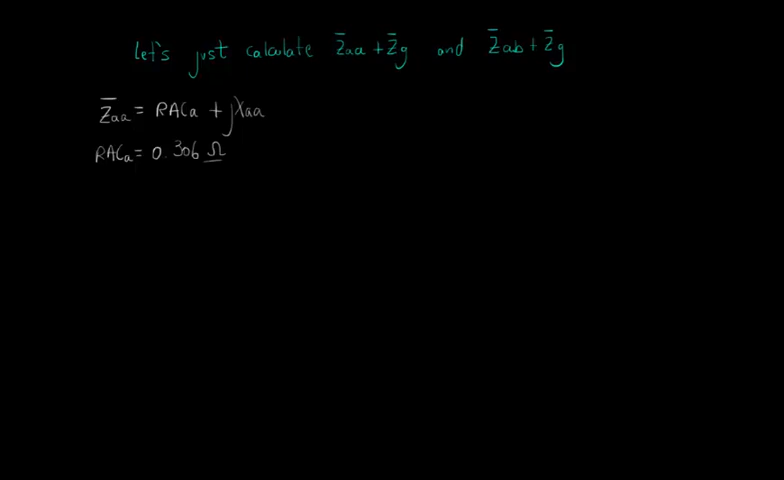 let's just calculate Z̅aa + Z̅g and Z̅ab + Z̅g
Z̅aa = RACa + jXaa
RACa = 0.306 Ω